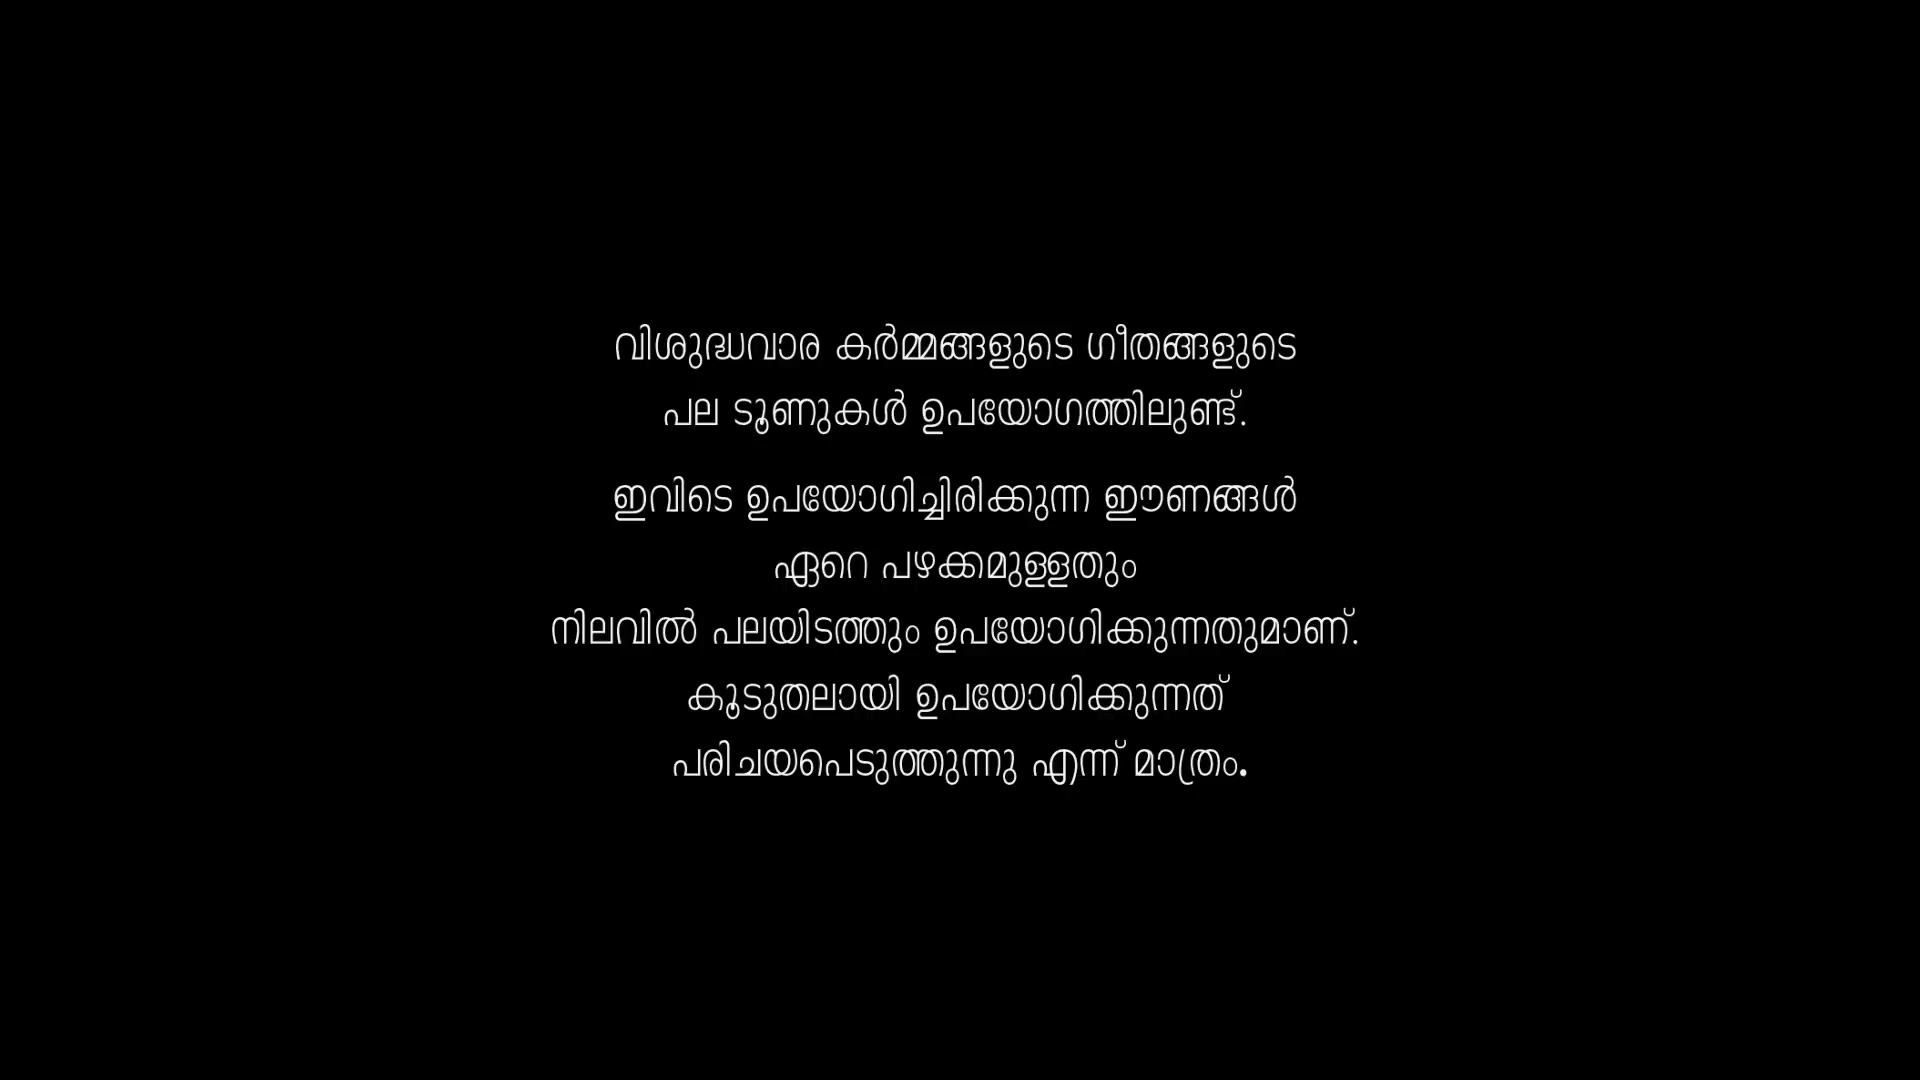 വിശുദ്ധവാര കർമ്മങ്ങളുടെ ഗീതങ്ങളുടെ
പല ടൂണുകൾ ഉപയോഗത്തിലുണ്ട്.
ഇവിടെ ഉപയോഗിച്ചിരിക്കുന്ന ഈണങ്ങൾ
ഏറെ പഴക്കമുള്ളതും
നിലവിൽ പലയിടത്തും ഉപയോഗിക്കുന്നതുമാണ്.
കൂടുതലായി ഉപയോഗിക്കുന്നത്
പരിചയപെടുത്തുന്നു എന്ന് മാത്രം.